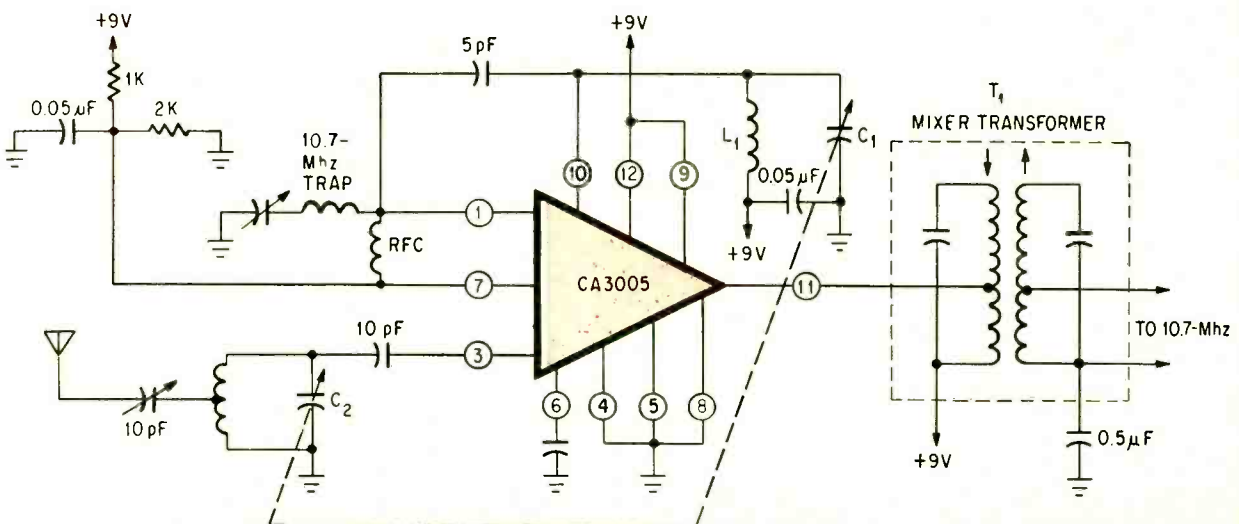 +9V
1K
0.05µF
2K
5pF
+9V
10.7-
Mhz
TRAP
RFC
10
12
9
L1
0.05µF
C1
+9V
T1
MIXER TRANSFORMER
1
7
CA3005
11
10 pF
3
10pF
C2
6
4
5
8
+9V
TO 10.7-Mhz
0.5µF